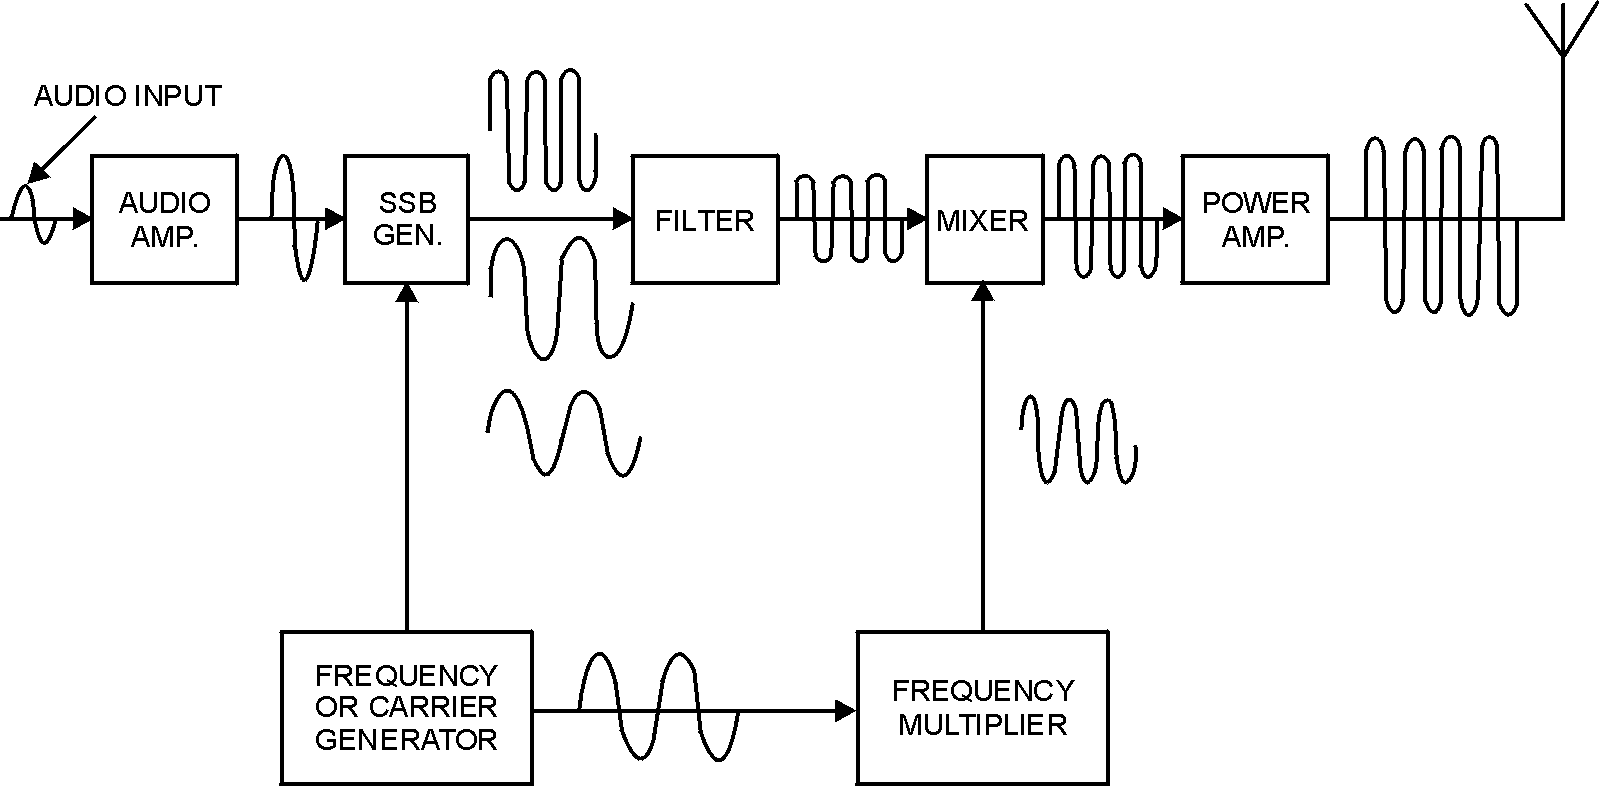 AUDIO INPUT
AUDIO
AMP.
SSB
GEN.
FILTER
MIXER
POWER
AMP.
FREQUENCY
OR CARRIER
GENERATOR
FREQUENCY
MULTIPLIER